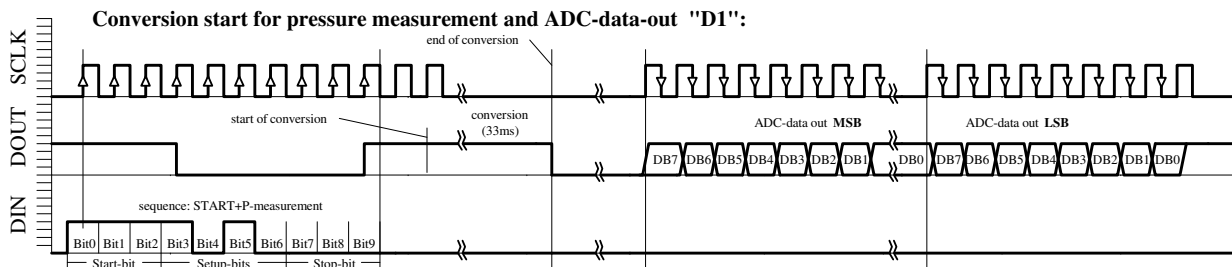 Conversion start for pressure measurement and ADC-data-out "D1":
SCLK
end of conversion
DOUT
start of conversion
conversion
(33ms)
ADC-data out MSB
ADC-data out LSB
DB7 DB6 DB5 DB4 DB3 DB2 DB1 DB0 DB7 DB6 DB5 DB4 DB3 DB2 DB1 DB0
DIN
sequence: START+P-measurement
Bit0 Bit1 Bit2 Bit3 Bit4 Bit5 Bit6 Bit7 Bit8 Bit9
Start-bit Setup-bits Stop-bit